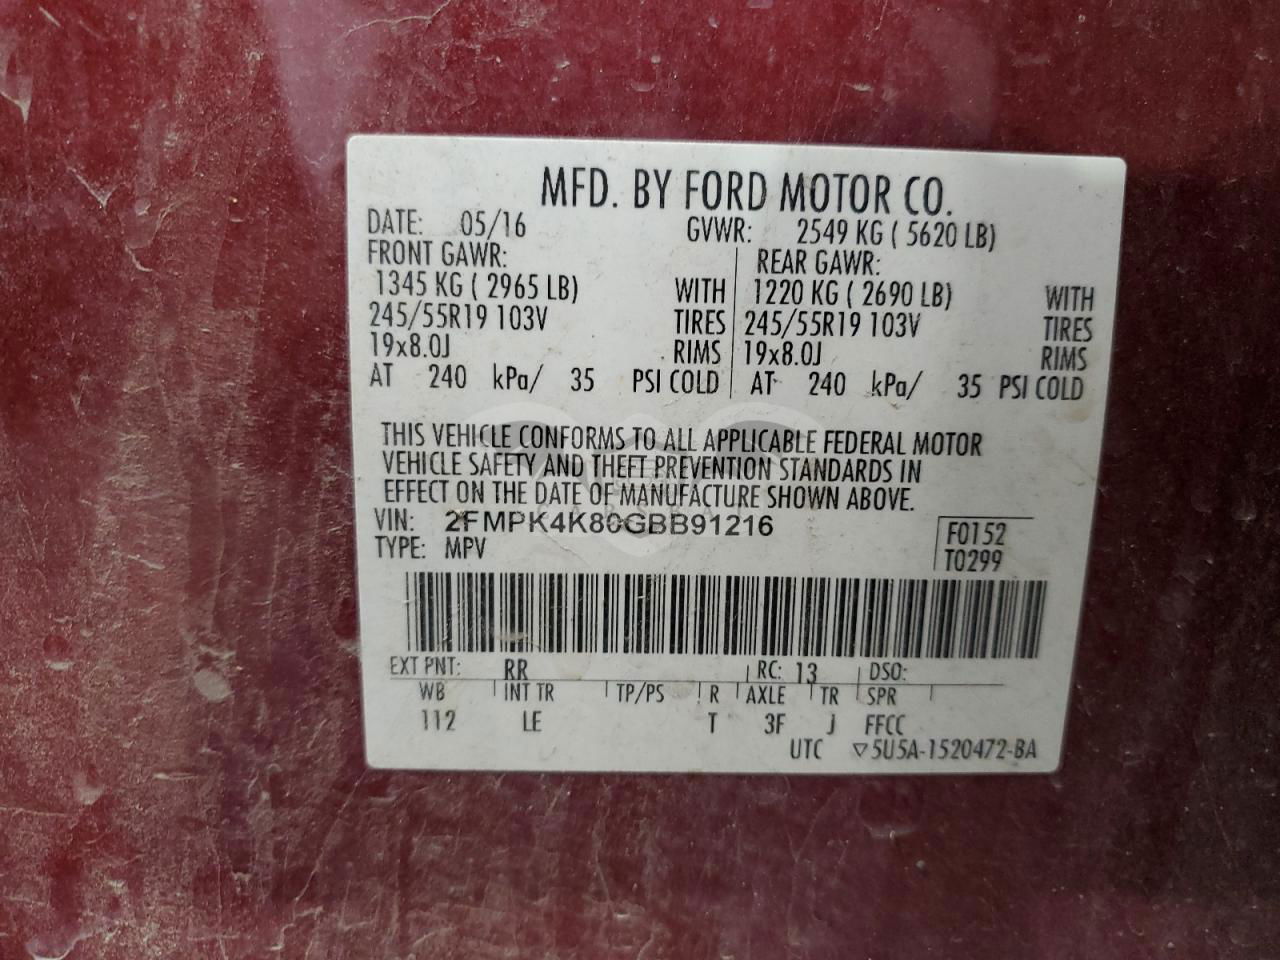 MFD. BY FORD MOTOR CO.
DATE: 05/16 GVWR: 2549 KG ( 5620 LB)
FRONT GAWR: REAR GAWR:
1345 KG ( 2965 LB) WITH 1220 KG ( 2690 LB) WITH
245/55R19 103V TIRES 245/55R19 103V TIRES
19x8.0J RIMS 19x8.0J RIMS
AT 240 kPa/ 35 PSI COLD AT 240 kPa/ 35 PSI COLD
THIS VEHICLE CONFORMS TO ALL APPLICABLE FEDERAL MOTOR
VEHICLE SAFETY AND THEFT PREVENTION STANDARDS IN
EFFECT ON THE DATE OF MANUFACTURE SHOWN ABOVE.
VIN: 2FMPK4K80GBB91216 F0152
TYPE: MPV T0299
EXT PNT: RR RC: 13 DSO:
WB INT TR TP/PS R AXLE TR SPR
112 LE T 3F J FFCC
UTC ▽5U5A-1520472-BA